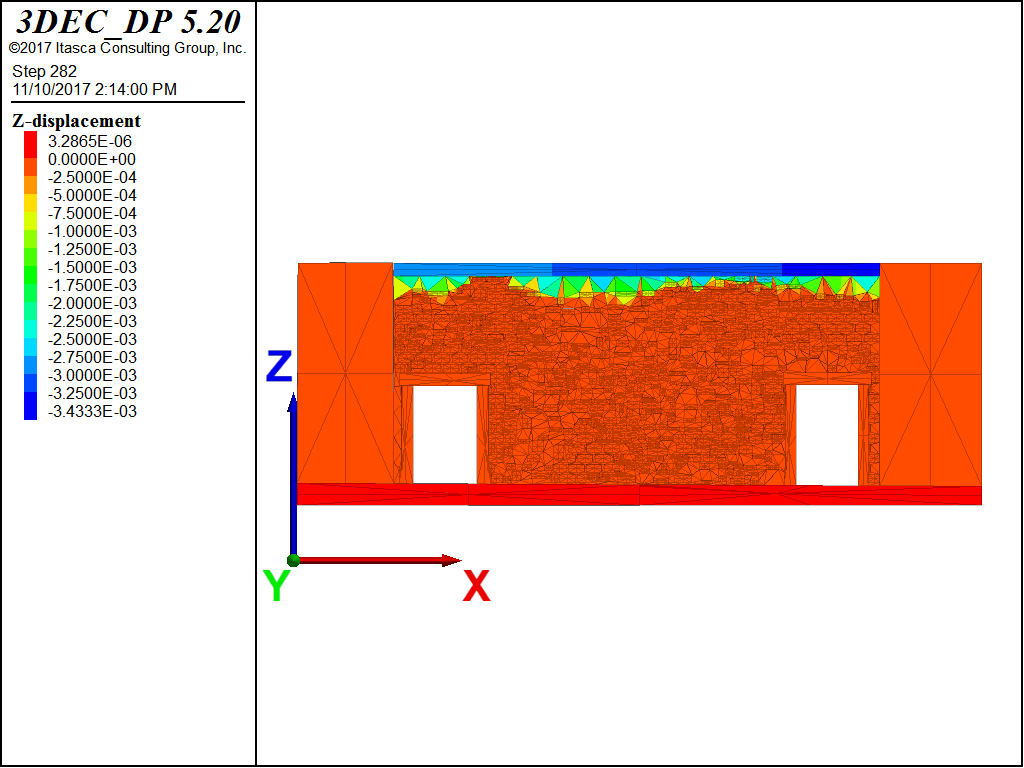 3DEC_DP 5.20
©2017 Itasca Consulting Group, Inc.
Step 282
11/10/2017 2:14:00 PM
Z-displacement
3.2865E-06
0.0000E+00
-2.5000E-04
-5.0000E-04
-7.5000E-04
-1.0000E-03
-1.2500E-03
-1.5000E-03
-1.7500E-03
-2.0000E-03
-2.2500E-03
-2.5000E-03
-2.7500E-03
-3.0000E-03
-3.2500E-03
-3.4333E-03
Z
Y
X